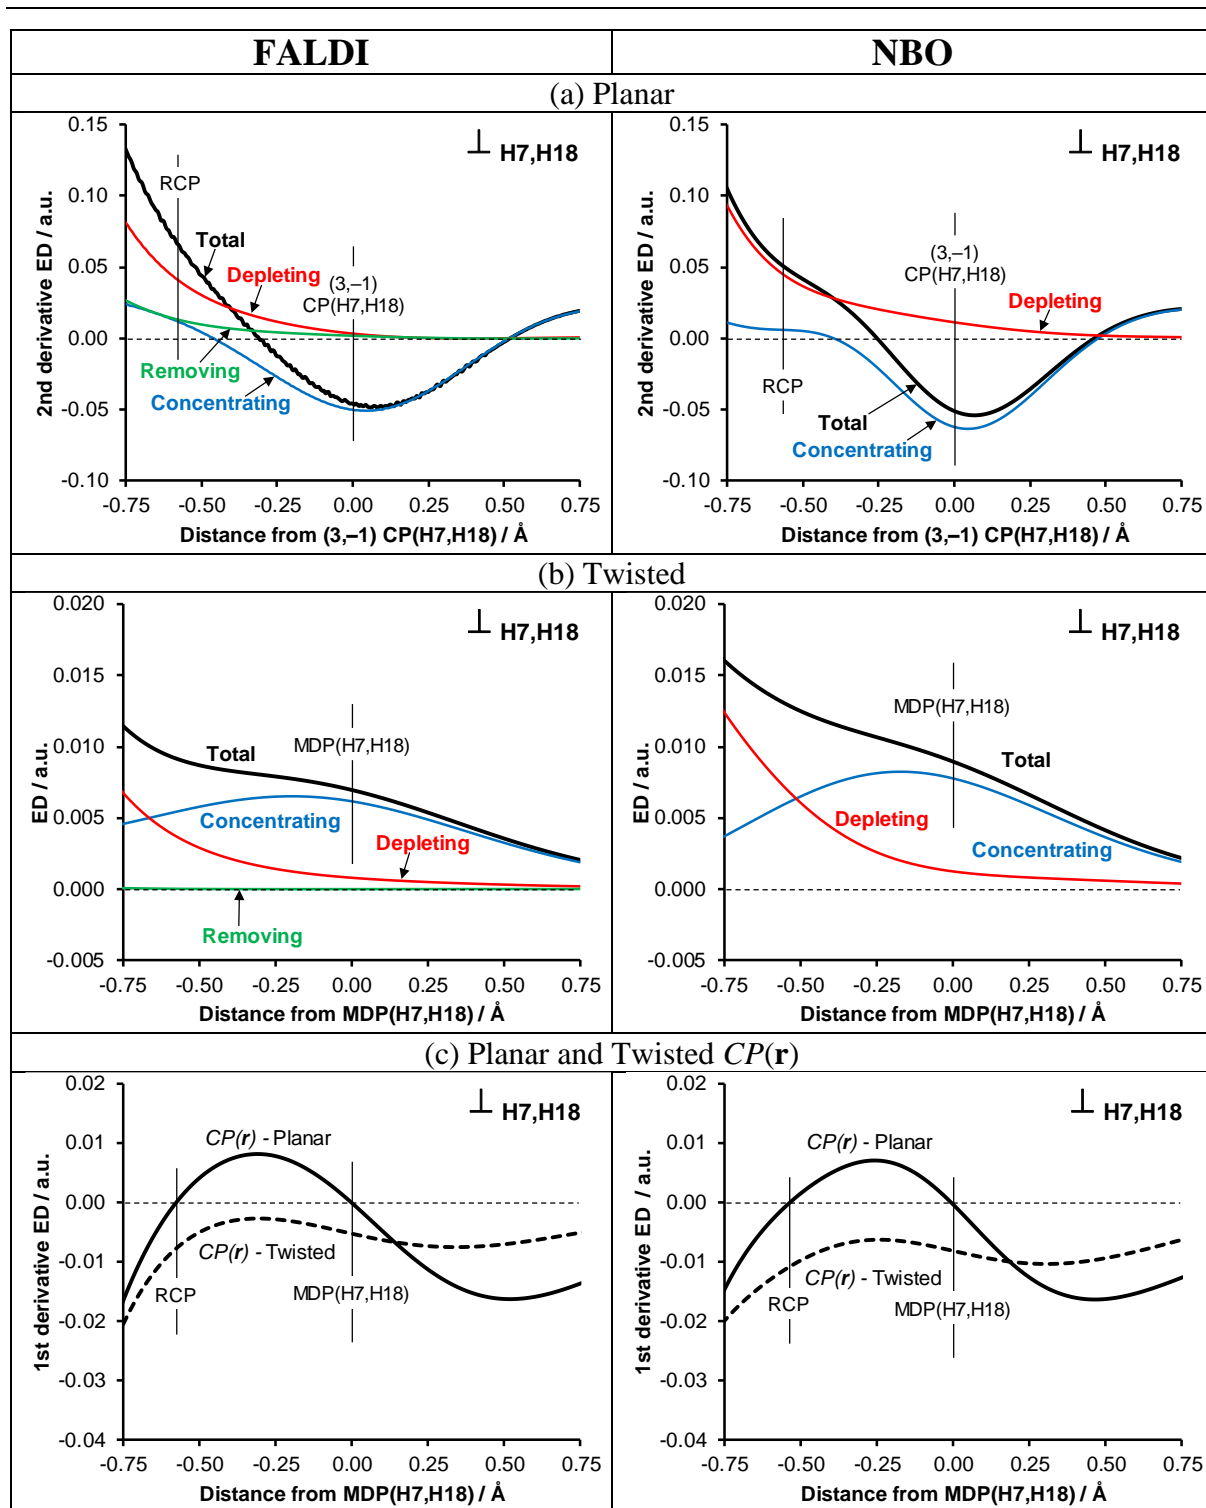 FALDI
NBO
(a) Planar
0.15
0.10
0.05
0.00
-0.05
-0.10
2nd derivative ED / a.u.
⊥ H7,H18
RCP
Total
Depleting
(3,–1)
CP(H7,H18)
Removing
Concentrating
-0.75 -0.50 -0.25 0.00 0.25 0.50 0.75
Distance from (3,–1) CP(H7,H18) / Å
0.15
0.10
0.05
0.00
-0.05
-0.10
2nd derivative ED / a.u.
⊥ H7,H18
(3,–1)
CP(H7,H18)
Depleting
RCP
Total
Concentrating
-0.75 -0.50 -0.25 0.00 0.25 0.50 0.75
Distance from (3,–1) CP(H7,H18) / Å
(b) Twisted
0.020
0.015
0.010
0.005
0.000
-0.005
ED / a.u.
⊥ H7,H18
MDP(H7,H18)
Total
Concentrating
Depleting
Removing
-0.75 -0.50 -0.25 0.00 0.25 0.50 0.75
Distance from MDP(H7,H18) / Å
0.020
0.015
0.010
0.005
0.000
-0.005
ED / a.u.
⊥ H7,H18
MDP(H7,H18)
Total
Depleting
Concentrating
-0.75 -0.50 -0.25 0.00 0.25 0.50 0.75
Distance from MDP(H7,H18) / Å
(c) Planar and Twisted CP(r)
0.02
0.01
0.00
-0.01
-0.02
-0.03
-0.04
1st derivative ED / a.u.
⊥ H7,H18
CP(r) - Planar
CP(r) - Twisted
RCP
MDP(H7,H18)
-0.75 -0.50 -0.25 0.00 0.25 0.50 0.75
Distance from MDP(H7,H18) / Å
0.02
0.01
0.00
-0.01
-0.02
-0.03
-0.04
1st derivative ED / a.u.
⊥ H7,H18
CP(r) - Planar
CP(r) - Twisted
RCP
MDP(H7,H18)
-0.75 -0.50 -0.25 0.00 0.25 0.50 0.75
Distance from MDP(H7,H18) / Å